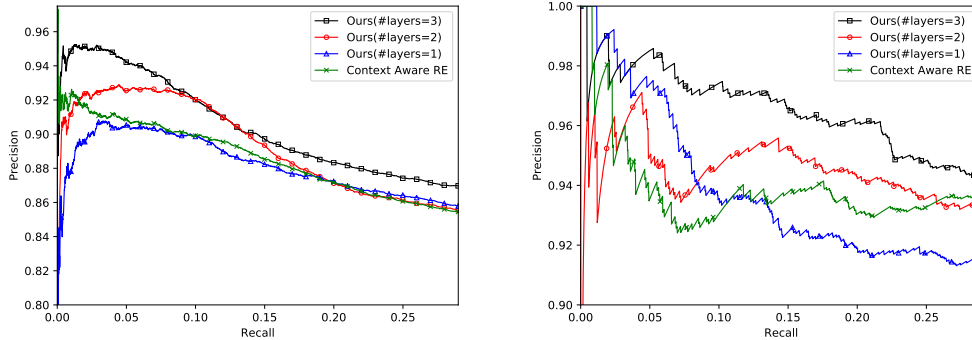 Ours(#layers=3)
Ours(#layers=2)
Ours(#layers=1)
Context Aware RE
0.96
0.94
0.92
0.90
0.88
0.86
0.84
0.82
0.80
Precision
0.00 0.05 0.10 0.15 0.20 0.25
Recall
Ours(#layers=3)
Ours(#layers=2)
Ours(#layers=1)
Context Aware RE
1.00
0.98
0.96
0.94
0.92
0.90
Precision
0.00 0.05 0.10 0.15 0.20 0.25
Recall